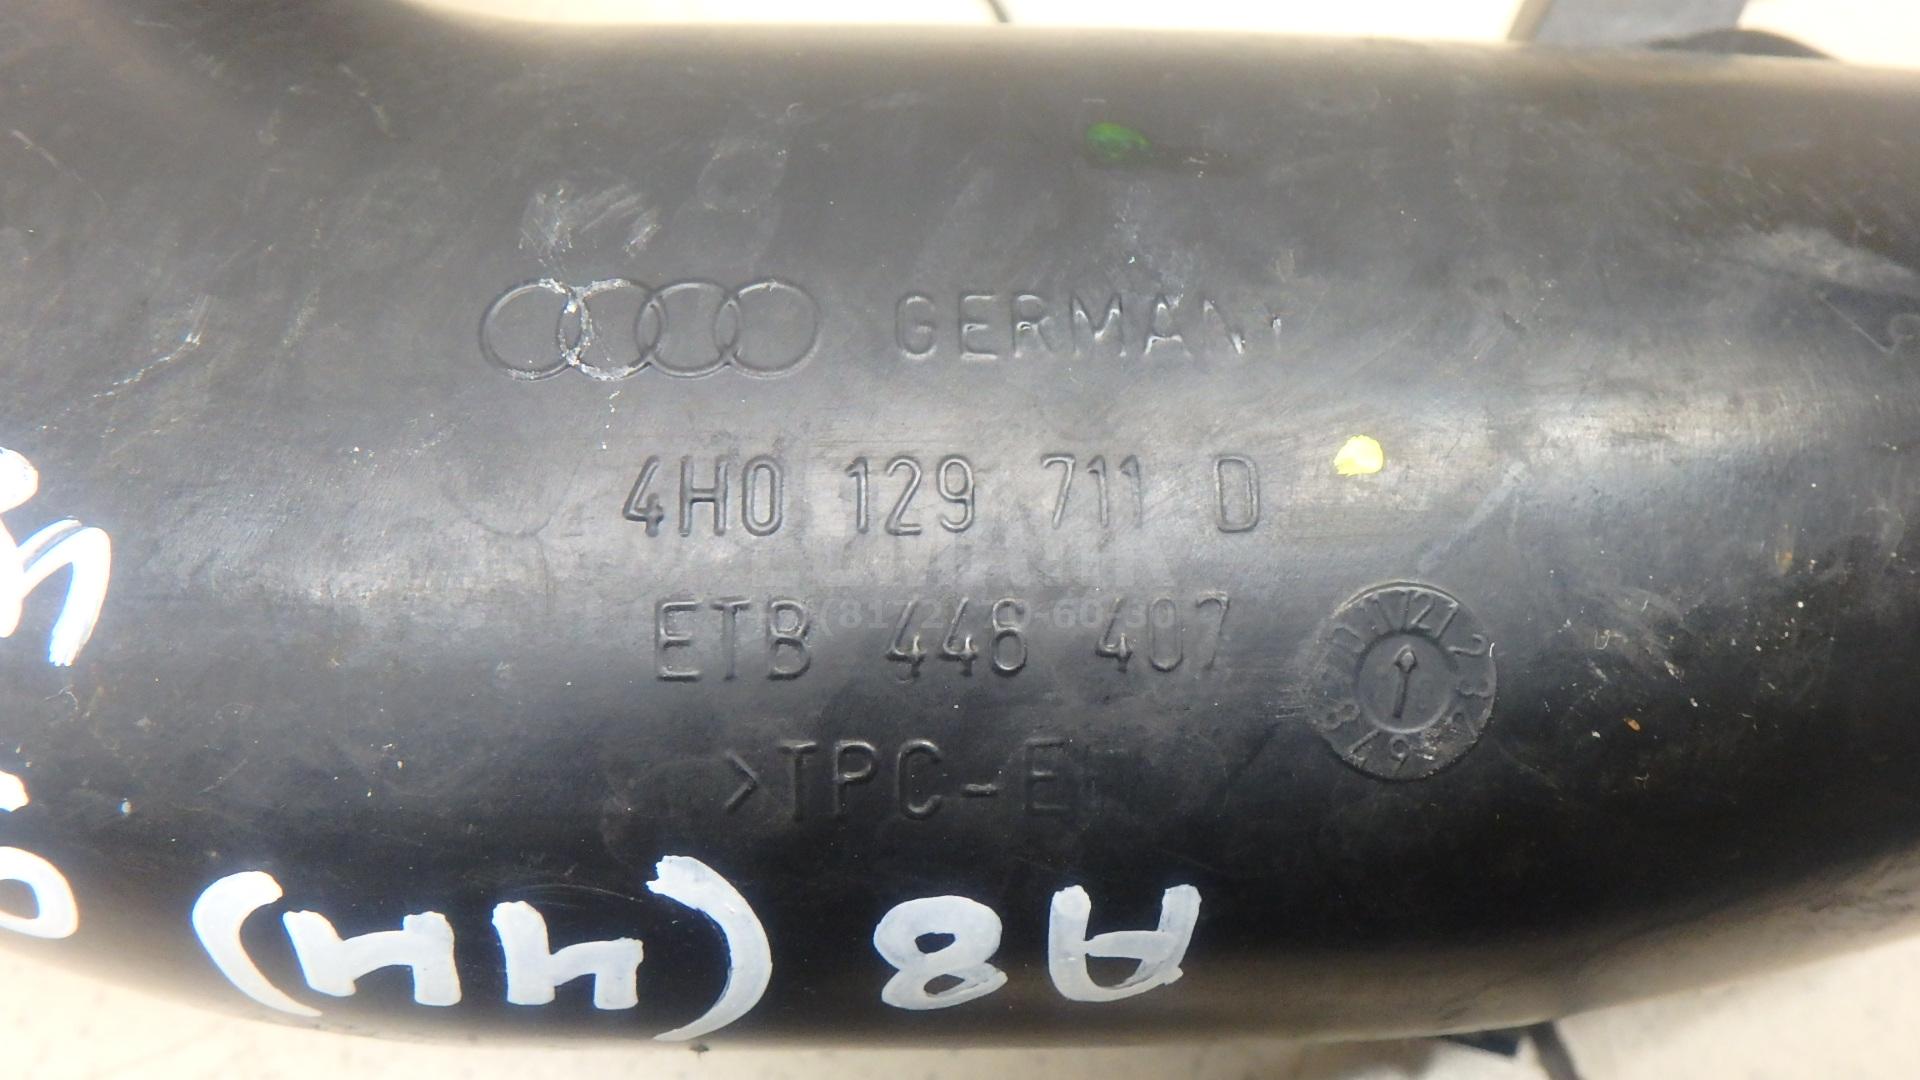 GERMANY
4H0 129 711 D
ETB 448 407
>TPC-E
A8 (4H)